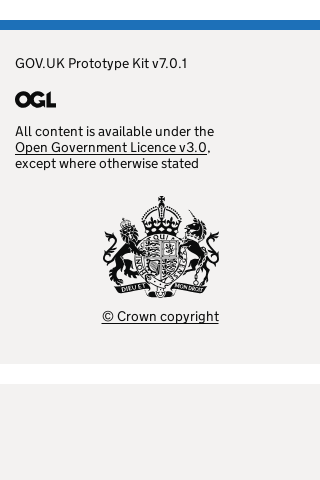 GOV.UK Prototype Kit v7.0.1
OGL
All content is available under the
Open Government Licence v3.0,
except where otherwise stated
DIEU ET MON DROIT
© Crown copyright